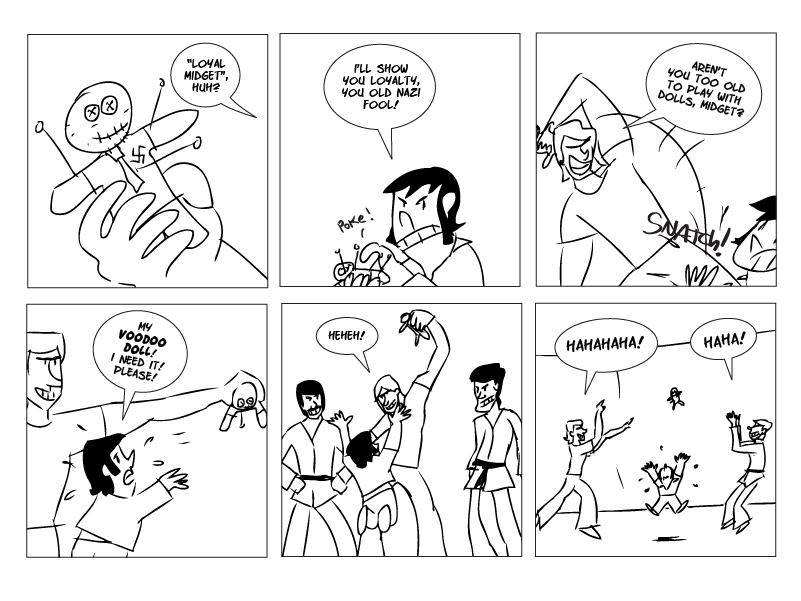 "LOYAL
MIDGET",
HUH?
I'LL SHOW
YOU LOYALTY,
YOU OLD NAZI
FOOL!
POKE!
AREN'T
YOU TOO OLD
TO PLAY WITH
DOLLS, MIDGET?
SNATCH!
MY
VOODOO
DOLL!
I NEED IT!
PLEASE!
HEHEH!
HAHAHAHA!
HAHA!